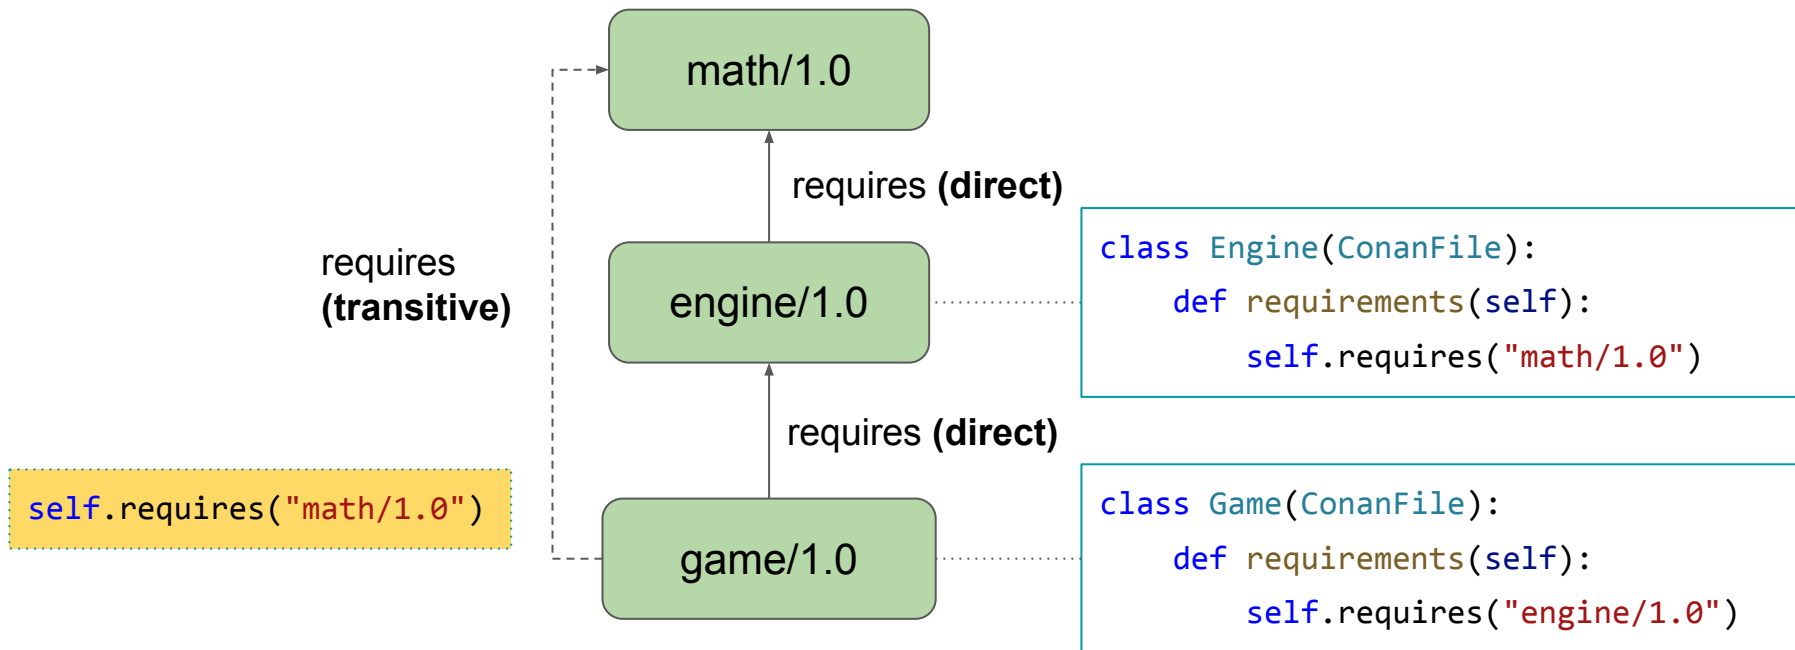 math/1.0
requires (direct)
requires
(transitive)
engine/1.0
class Engine(ConanFile):
    def requirements(self):
        self.requires("math/1.0")
requires (direct)
self.requires("math/1.0")
game/1.0
class Game(ConanFile):
    def requirements(self):
        self.requires("engine/1.0")